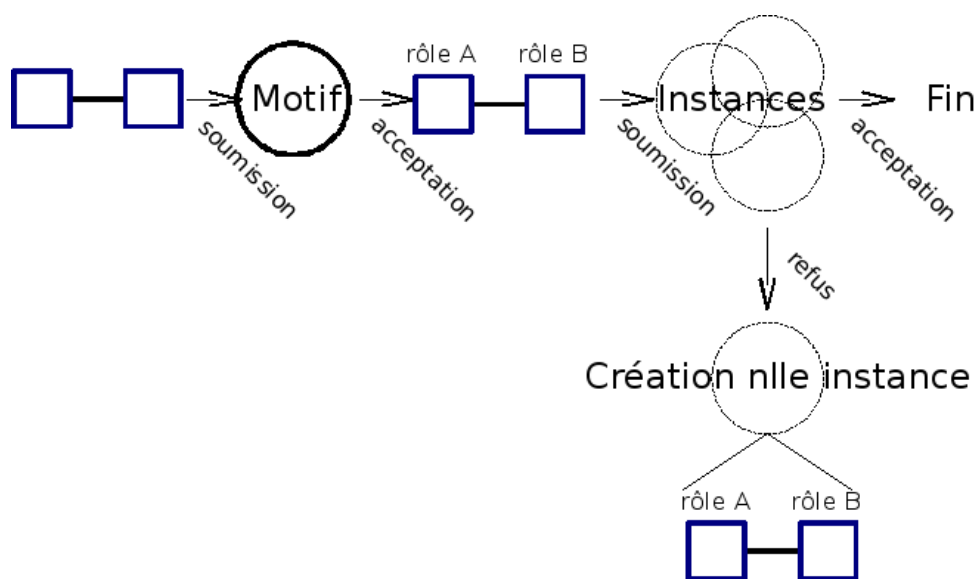 rôle A
rôle B
Motif
Instances
Fin
soumission
acceptation
soumission
acceptation
refus
Création nlle instance
rôle A
rôle B